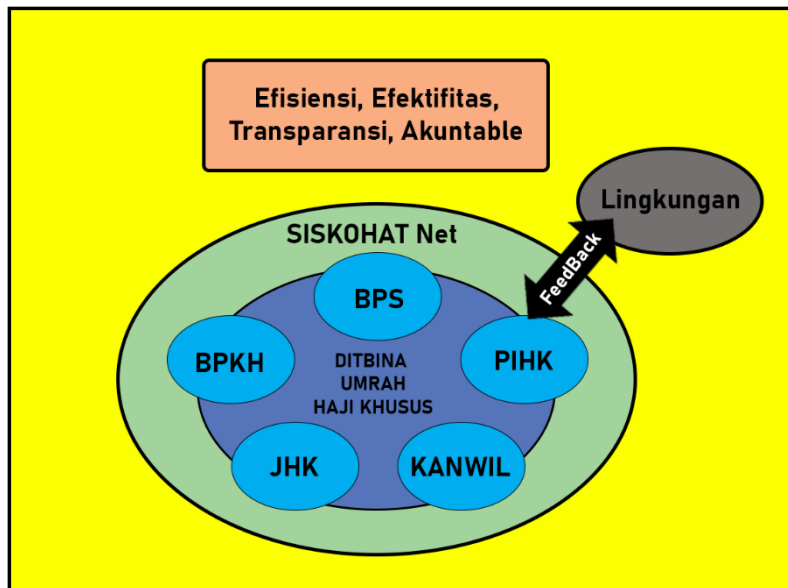 Efisiensi, Efektifitas,
Transparansi, Akuntable
Lingkungan
FeedBack
SISKOHAT Net
BPS
BPKH
PIHK
DITBINA
UMRAH
HAJI KHUSUS
JHK
KANWIL